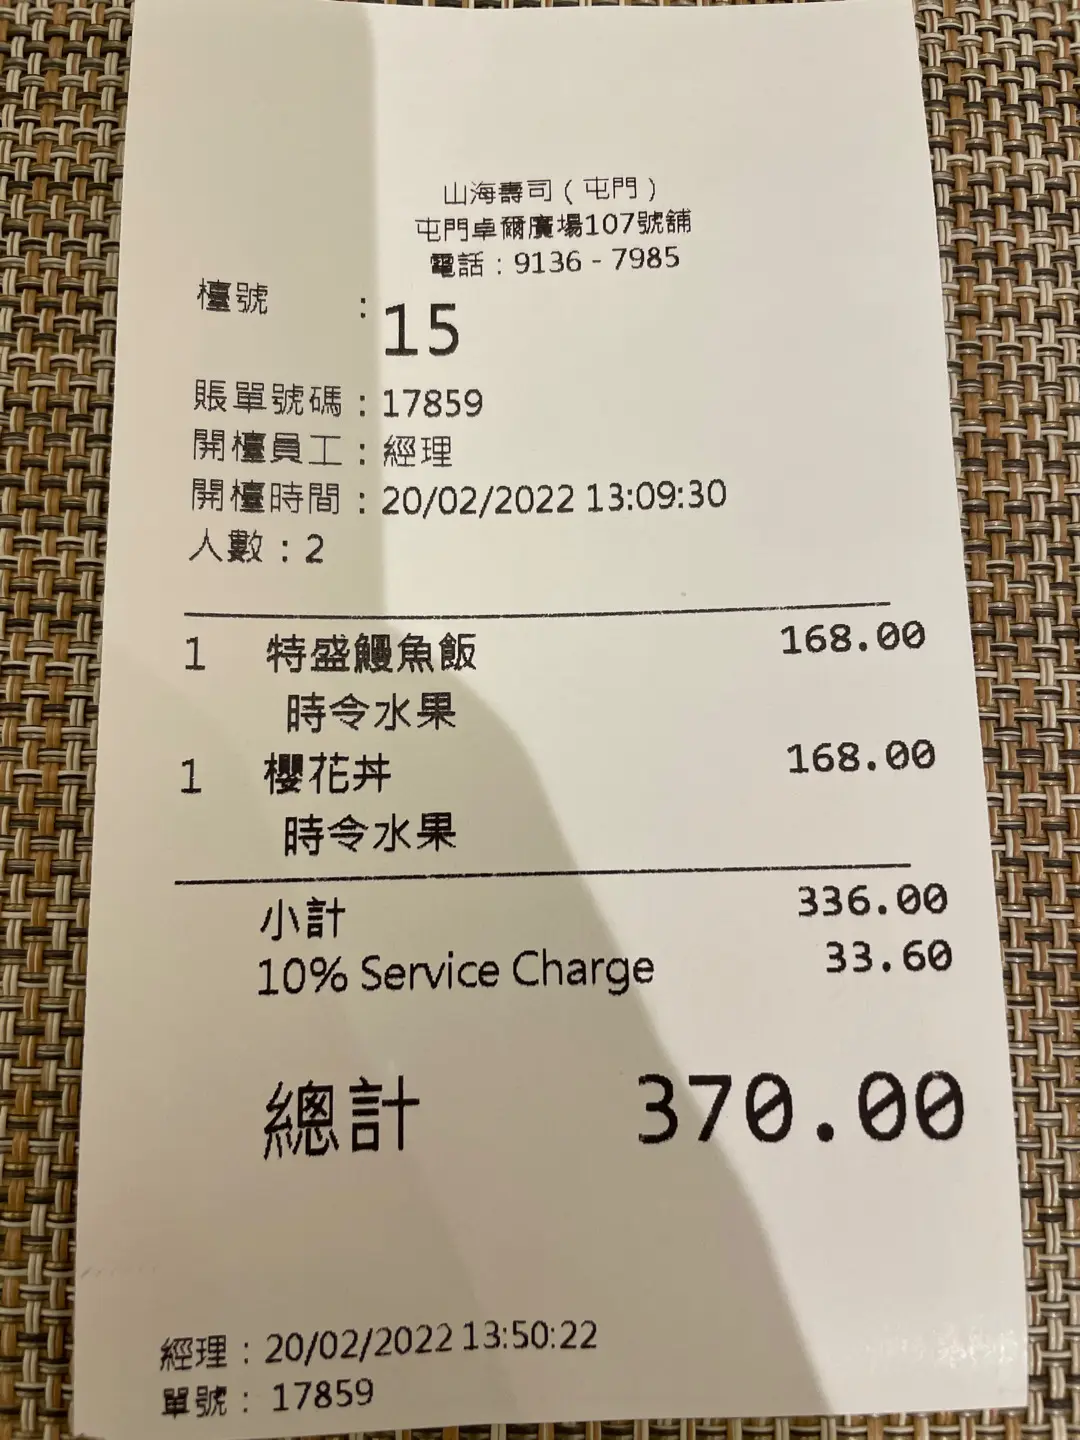 山海壽司（屯門）
屯門卓爾廣場107號舖
電話：9136 - 7985
檯號 : 15
賬單號碼 : 17859
開檯員工 : 經理
開檯時間 : 20/02/2022 13:09:30
人數 : 2
1 特盛鰻魚飯 168.00
時令水果
1 櫻花丼 168.00
時令水果
小計 336.00
10% Service Charge 33.60
總計 370.00
經理 : 20/02/2022 13:50:22
單號 : 17859